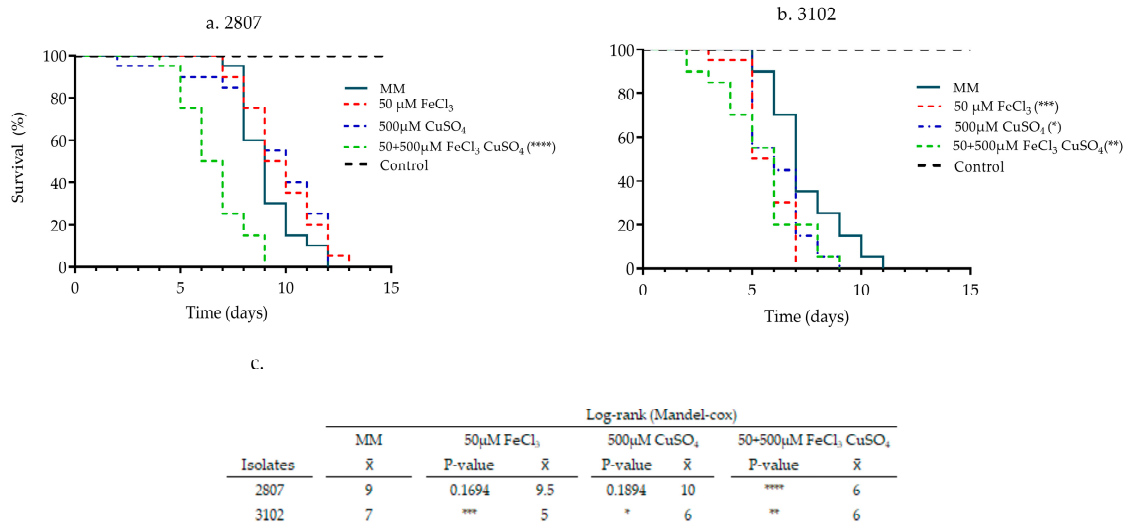 a. 2807
100
80
60
40
20
0
Survival (%)
0 5 10 15
Time (days)
MM
50 µM FeCl₃
500µM CuSO₄
50+500µM FeCl₃ CuSO₄ (****)
Control
b. 3102
100
80
60
40
20
0
0 5 10 15
Time (days)
MM
50 µM FeCl₃ (***)
500µM CuSO₄ (*)
50+500µM FeCl₃ CuSO₄(**)
Control
c.
Log-rank (Mandel-cox)
MM 50µM FeCl₃ 500µM CuSO₄ 50+500µM FeCl₃ CuSO₄
Isolates x̄ P-value x̄ P-value x̄ P-value x̄
2807 9 0.1694 9.5 0.1894 10 **** 6
3102 7 *** 5 * 6 ** 6